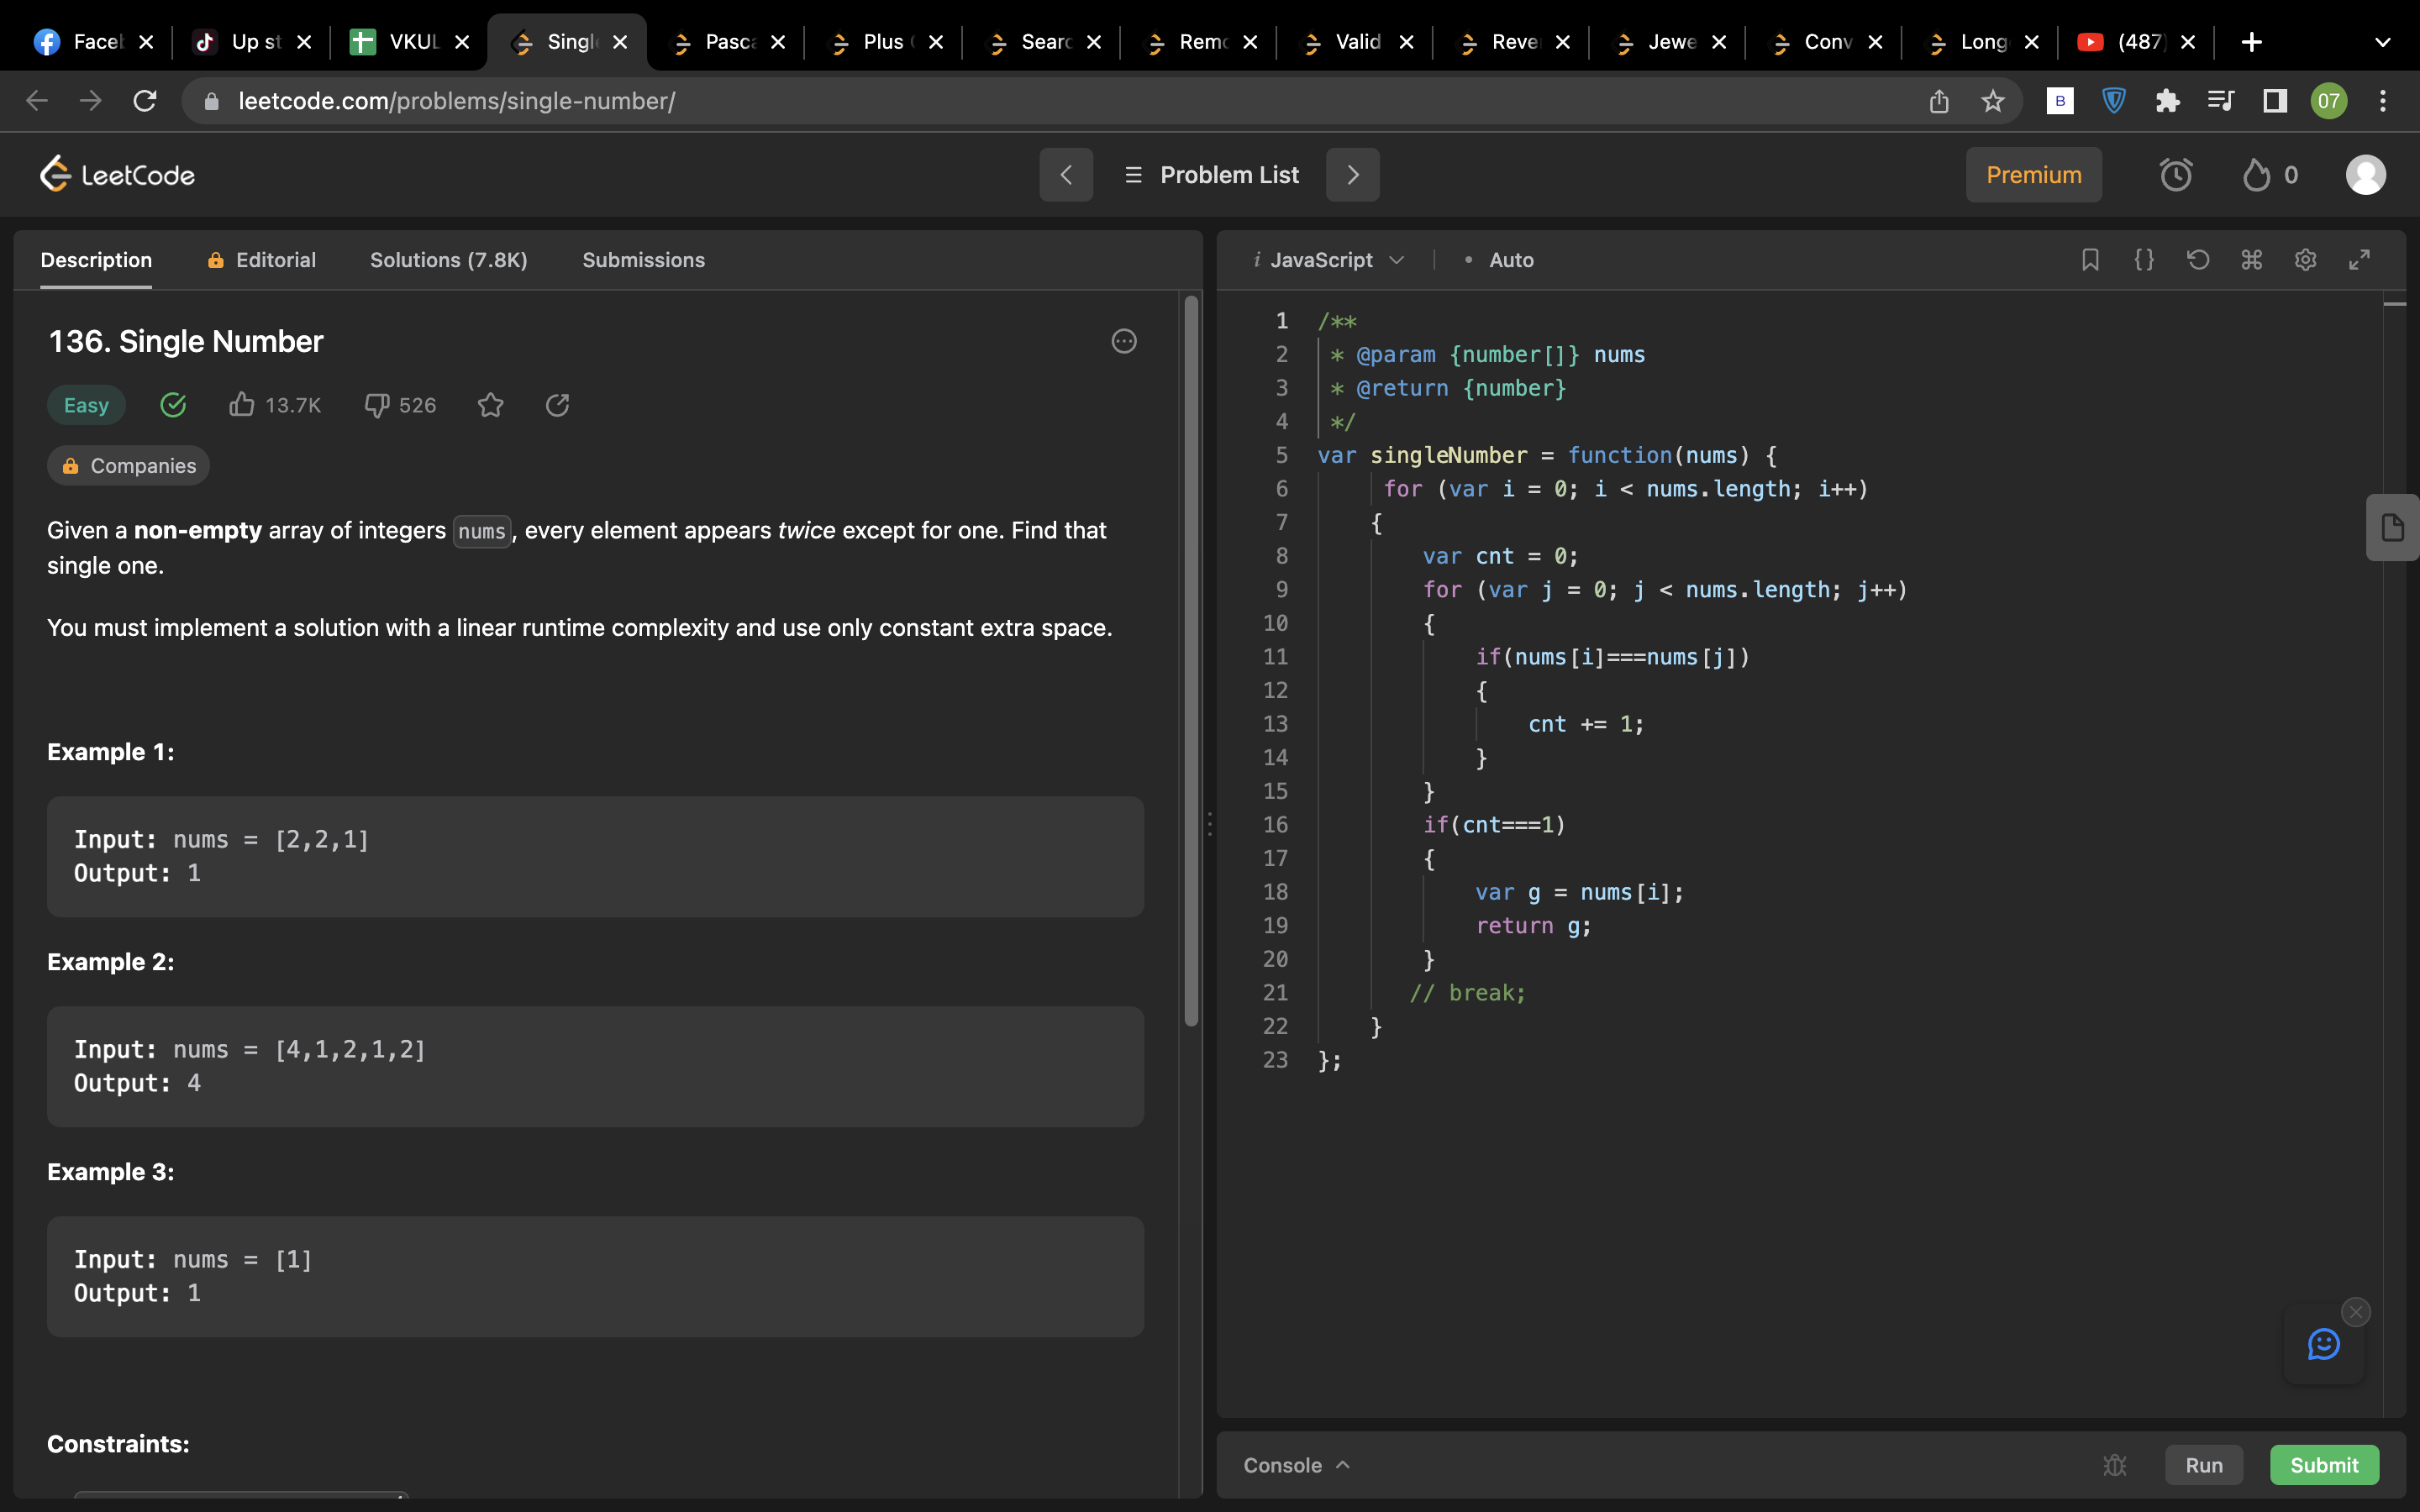 Facel Up st VKUL Singl Pasca Plus Searc Remo Valid Reve Jewe Conv Long (487)
leetcode.com/problems/single-number/ B 07
LeetCode Problem List Premium 0
Description Editorial Solutions (7.8K) Submissions
136. Single Number
Easy 13.7K 526
Companies
Given a non-empty array of integers nums, every element appears twice except for one. Find that
single one.
You must implement a solution with a linear runtime complexity and use only constant extra space.
Example 1:
Input: nums = [2,2,1]
Output: 1
Example 2:
Input: nums = [4,1,2,1,2]
Output: 4
Example 3:
Input: nums = [1]
Output: 1
Constraints:
i JavaScript • Auto
1 /**
2 * @param {number[]} nums
3 * @return {number}
4 */
5 var singleNumber = function(nums) {
6 for (var i = 0; i < nums.length; i++)
7 {
8 var cnt = 0;
9 for (var j = 0; j < nums.length; j++)
10 {
11 if(nums[i]===nums[j])
12 {
13 cnt += 1;
14 }
15 }
16 if(cnt===1)
17 {
18 var g = nums[i];
19 return g;
20 }
21 // break;
22 }
23 };
Console Run Submit